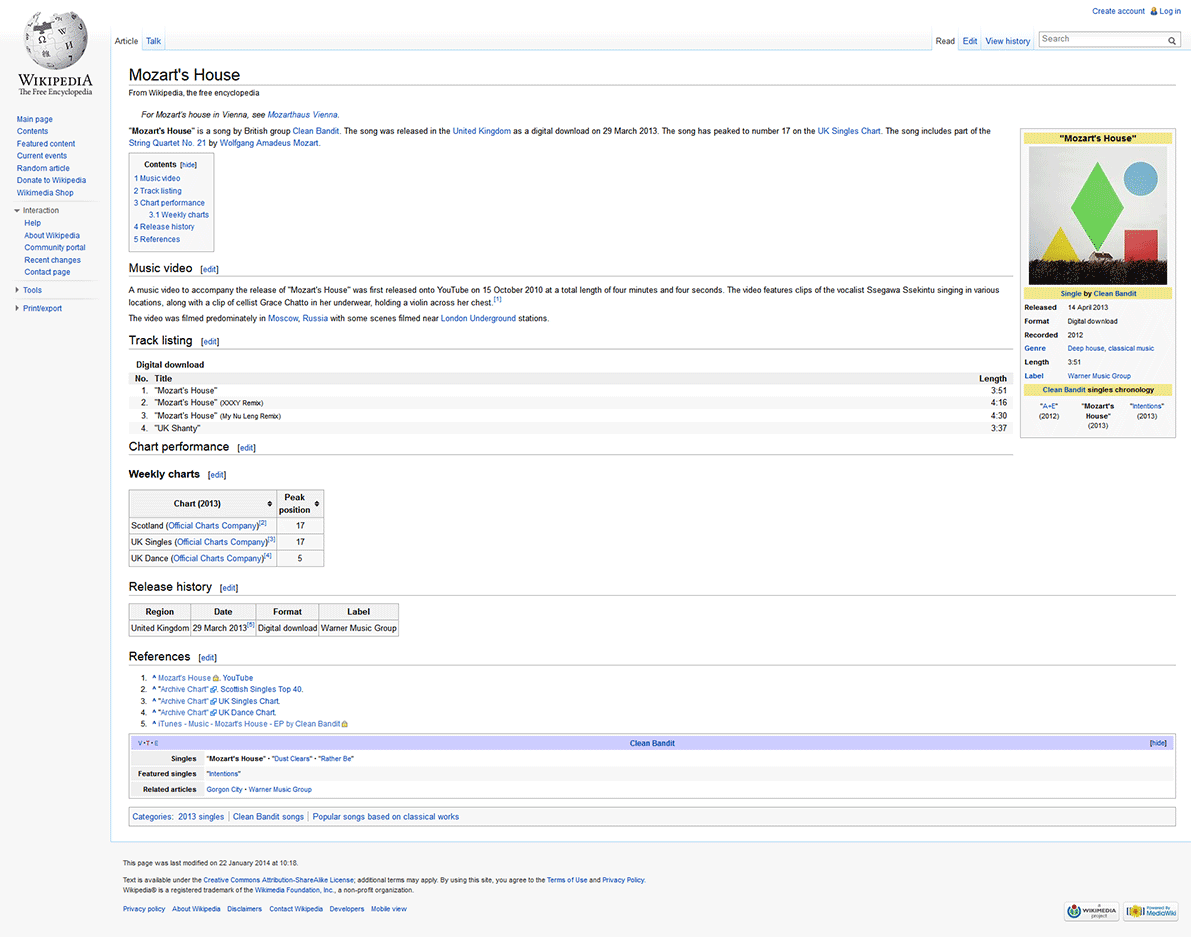 Create account Log in
WIKIPEDIA
The Free Encyclopedia
Main page
Contents
Featured content
Current events
Random article
Donate to Wikipedia
Wikimedia Shop
Interaction
Help
About Wikipedia
Community portal
Recent changes
Contact page
Tools
Print/export
Article Talk
Read Edit View history Search
Mozart's House
From Wikipedia, the free encyclopedia
For Mozart's house in Vienna, see Mozarthaus Vienna.
"Mozart's House" is a song by British group Clean Bandit. The song was released in the United Kingdom as a digital download on 29 March 2013. The song has peaked to number 17 on the UK Singles Chart. The song includes part of the
String Quartet No. 21 by Wolfgang Amadeus Mozart.
Contents [hide]
1 Music video
2 Track listing
3 Chart performance
3.1 Weekly charts
4 Release history
5 References
"Mozart's House"
Single by Clean Bandit
Released 14 April 2013
Format Digital download
Recorded 2012
Genre Deep house, classical music
Length 3:51
Label Warner Music Group
Clean Bandit singles chronology
"A+E" "Mozart's "Intentions"
(2012) House" (2013)
(2013)
Music video [edit]
A music video to accompany the release of "Mozart's House" was first released onto YouTube on 15 October 2010 at a total length of four minutes and four seconds. The video features clips of the vocalist Ssegawa Ssekintu singing in various
locations, along with a clip of cellist Grace Chatto in her underwear, holding a violin across her chest.[1]
The video was filmed predominately in Moscow, Russia with some scenes filmed near London Underground stations.
Track listing [edit]
Digital download
No. Title Length
1. "Mozart's House" 3:51
2. "Mozart's House" (XXXY Remix) 4:16
3. "Mozart's House" (My Nu Leng Remix) 4:30
4. "UK Shanty" 3:37
Chart performance [edit]
Weekly charts [edit]
Chart (2013) Peak
position
Scotland (Official Charts Company)[2] 17
UK Singles (Official Charts Company)[3] 17
UK Dance (Official Charts Company)[4] 5
Release history [edit]
Region Date Format Label
United Kingdom 29 March 2013[5] Digital download Warner Music Group
References [edit]
1. ^ Mozart's House. YouTube
2. ^ "Archive Chart" Scottish Singles Top 40.
3. ^ "Archive Chart" UK Singles Chart.
4. ^ "Archive Chart" UK Dance Chart.
5. ^ iTunes - Music - Mozart's House - EP by Clean Bandit
V • T • E Clean Bandit [hide]
Singles "Mozart's House" • "Dust Clears" • "Rather Be"
Featured singles "Intentions"
Related articles Gorgon City • Warner Music Group
Categories: 2013 singles | Clean Bandit songs | Popular songs based on classical works
This page was last modified on 22 January 2014 at 10:18.
Text is available under the Creative Commons Attribution-ShareAlike License; additional terms may apply. By using this site, you agree to the Terms of Use and Privacy Policy.
Wikipedia® is a registered trademark of the Wikimedia Foundation, Inc., a non-profit organization.
Privacy policy About Wikipedia Disclaimers Contact Wikipedia Developers Mobile view
A WIKIMEDIA project
Powered By MediaWiki